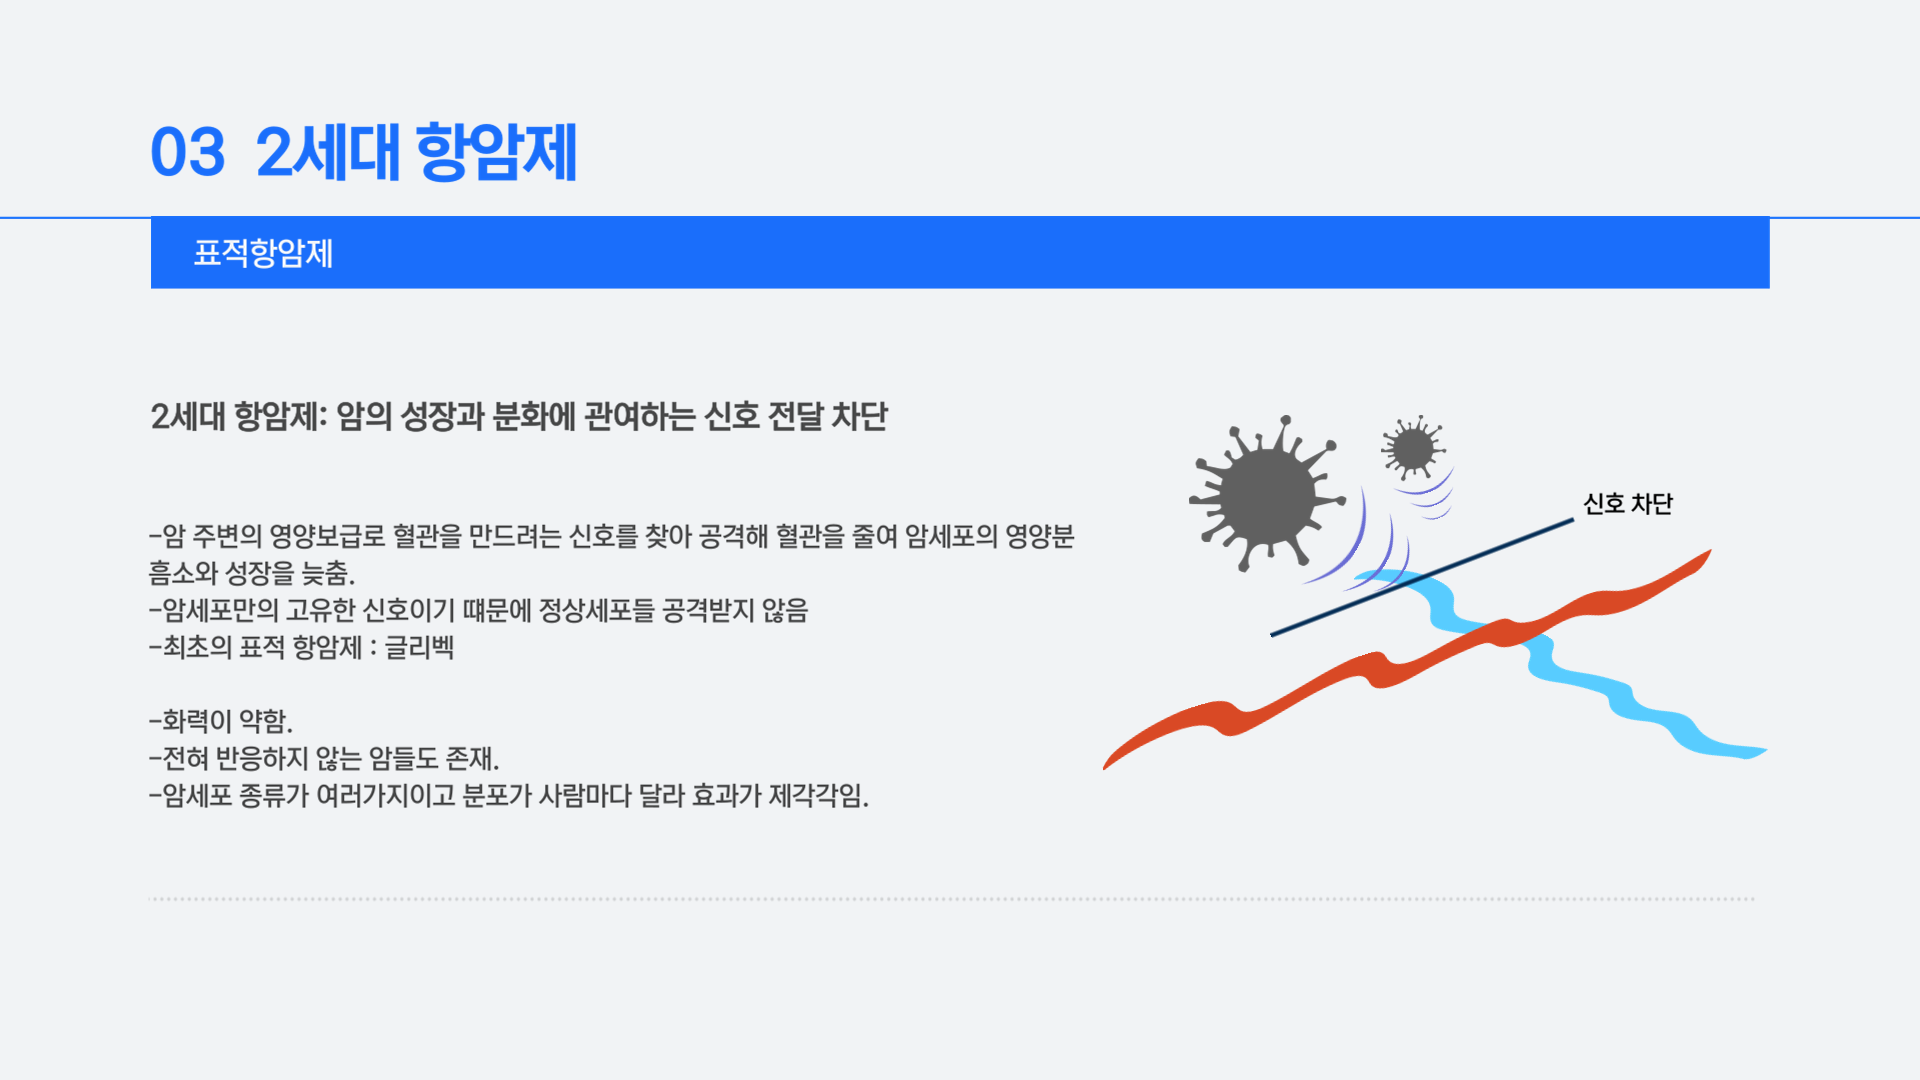 03 2세대 항암제
표적항암제
2세대 항암제: 암의 성장과 분화에 관여하는 신호 전달 차단
-암 주변의 영양보급로 혈관을 만드려는 신호를 찾아 공격해 혈관을 줄여 암세포의 영양분
흠소와 성장을 늦춤.
-암세포만의 고유한 신호이기 떄문에 정상세포들 공격받지 않음
-최초의 표적 항암제 : 글리벡
-화력이 약함.
-전혀 반응하지 않는 암들도 존재.
-암세포 종류가 여러가지이고 분포가 사람마다 달라 효과가 제각각임.
신호 차단